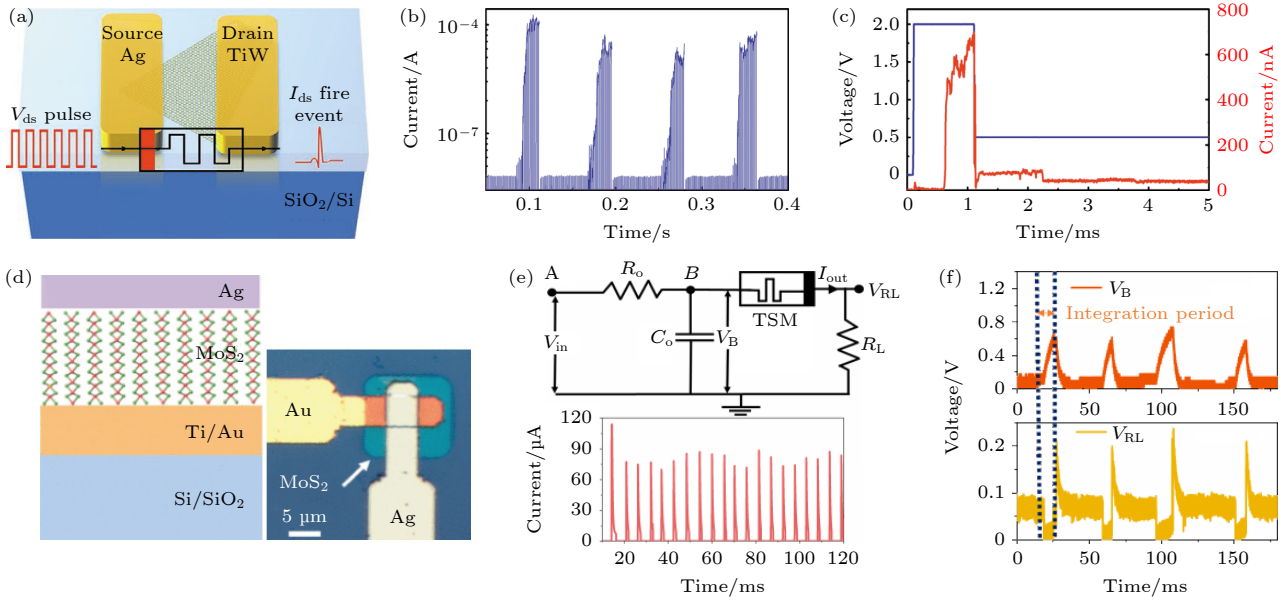 (a)
Source
Ag
Drain
TiW
V_ds pulse
I_ds fire
event
SiO₂/Si
(b)
Current/A
10⁻⁴
10⁻⁷
0.1
0.2
0.3
0.4
Time/s
(c)
Voltage/V
2.0
1.5
1.0
0.5
0
Current/nA
800
600
400
200
0
0
1
2
3
4
5
Time/ms
(d)
Ag
MoS₂
Ti/Au
Si/SiO₂
Au
MoS₂
5 µm
Ag
(e)
A
R_o
B
I_out
V_RL
TSM
V_in
C_o
V_B
R_L
Current/µA
120
90
60
30
0
20
40
60
80
100
120
Time/ms
(f)
Voltage/V
1.2
0.8
0.4
0
V_B
Integration period
0.2
0.1
0
V_RL
0
50
100
150
Time/ms